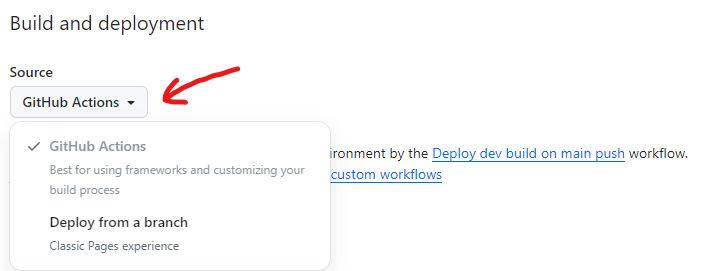 Build and deployment
Source
GitHub Actions
GitHub Actions
Best for using frameworks and customizing your
build process
Deploy from a branch
Classic Pages experience
ironment by the Deploy dev build on main push workflow.
custom workflows